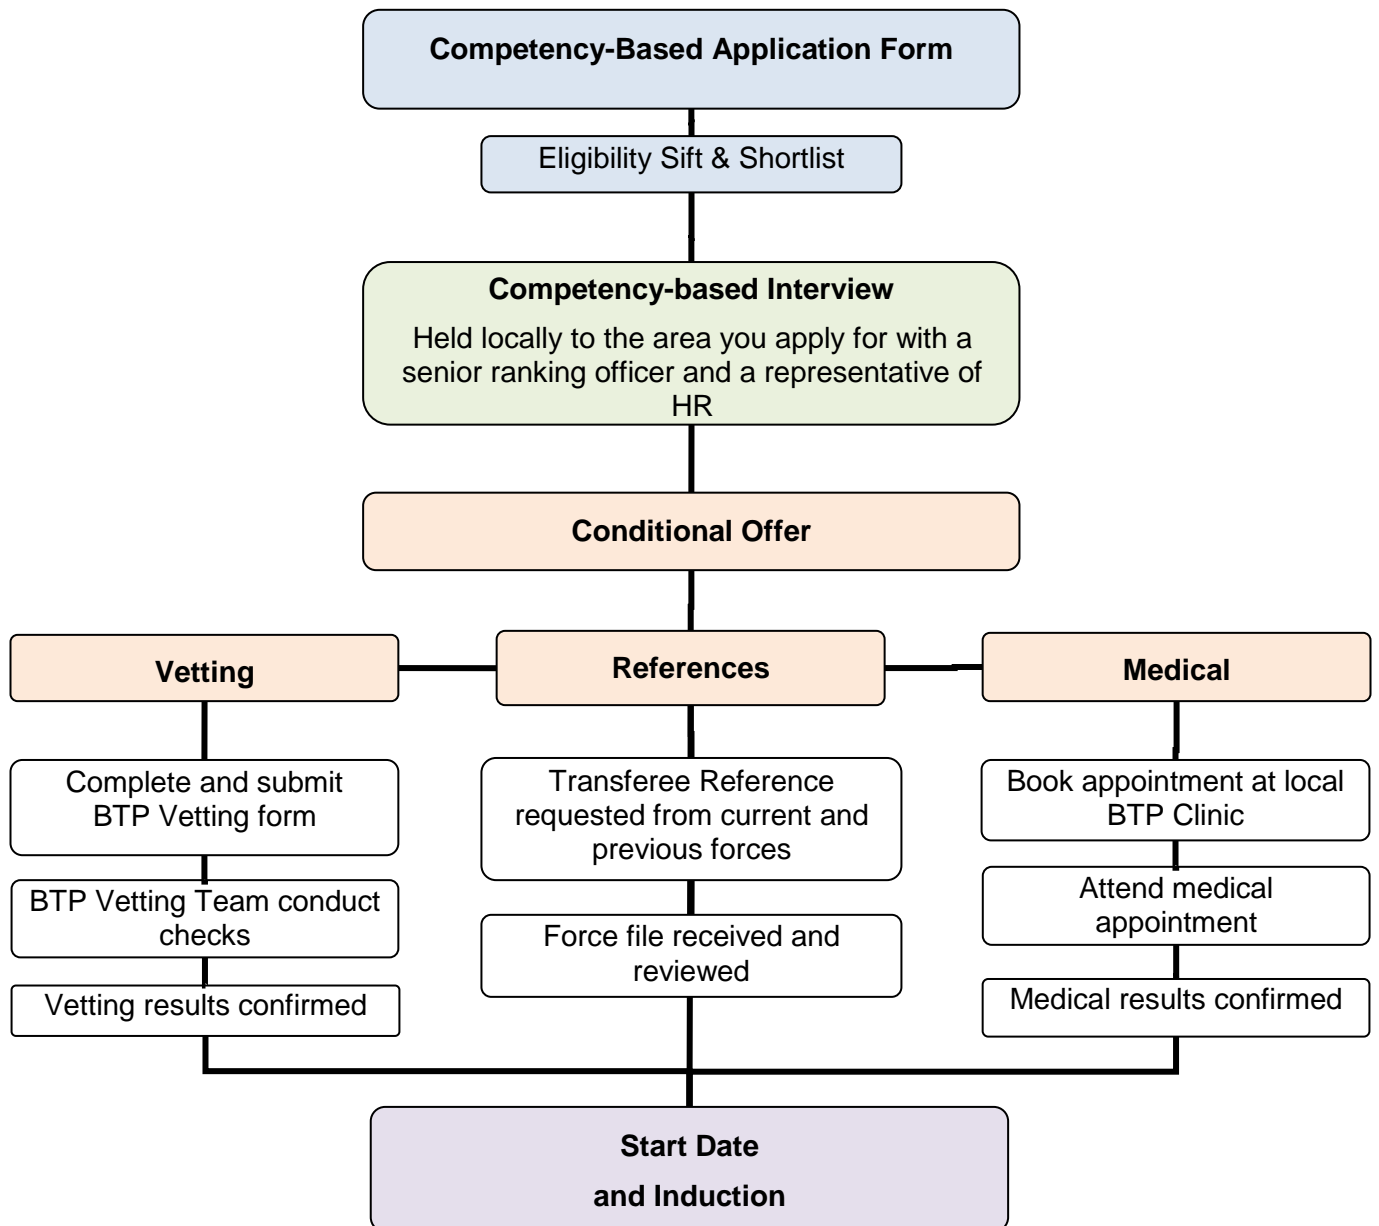 Competency-Based Application Form
Eligibility Sift & Shortlist
Competency-based Interview
Held locally to the area you apply for with a
senior ranking officer and a representative of
HR
Conditional Offer
Vetting
References
Medical
Complete and submit
BTP Vetting form
BTP Vetting Team conduct
checks
Vetting results confirmed
Transferee Reference
requested from current and
previous forces
Force file received and
reviewed
Book appointment at local
BTP Clinic
Attend medical
appointment
Medical results confirmed
Start Date
and Induction